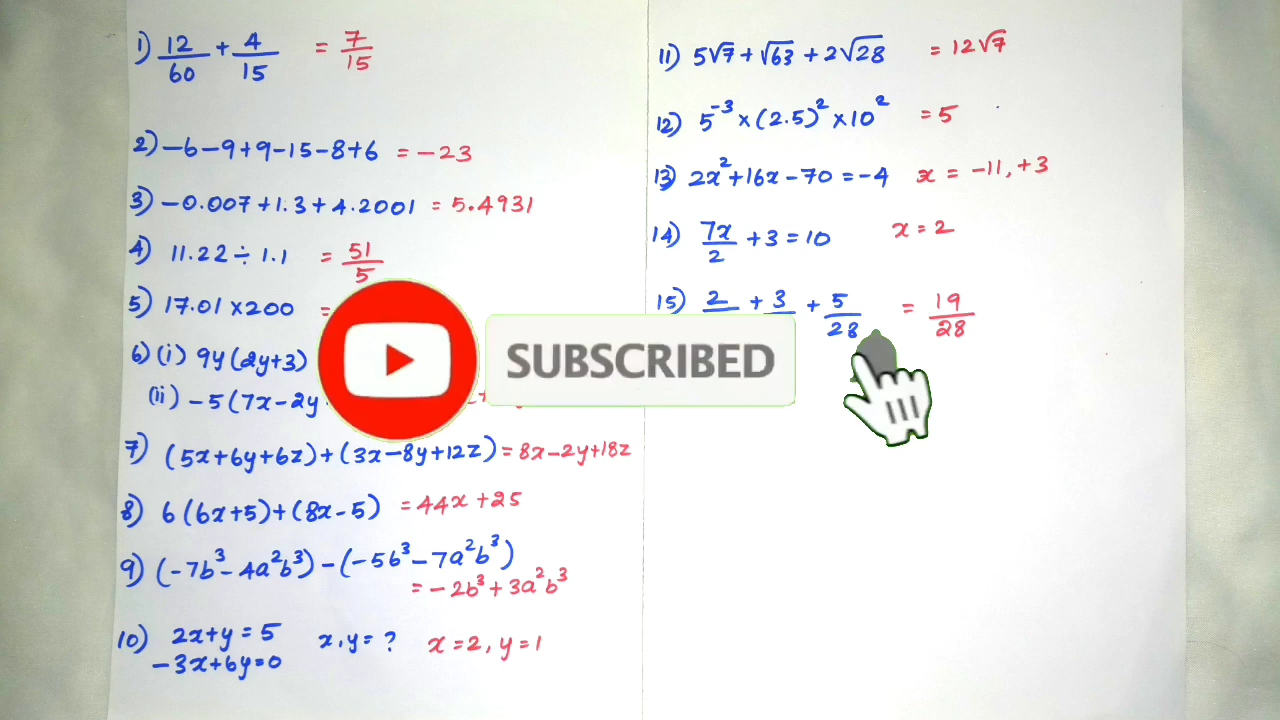 1) 12/60 + 4/15 = 7/15
2) -6-9+9-15-8+6 = -23
3) -0.007+1.3+4.2001 = 5.4931
4) 11.22 ÷ 1.1 = 51/5
5) 17.01 x 200 =
6) (i) 9y(2y+3)
(ii) -5(7x-2y
7) (5x+6y+6z)+(3x-8y+12z) = 8x-2y+18z
8) 6(6x+5)+(8x-5) = 44x+25
9) (-7b³-4a²b³)-(-5b³-7a²b³)
= -2b³+3a²b³
10) 2x+y=5 x,y=? x=2, y=1
-3x+6y=0
11) 5√7+√63+2√28 = 12√7
12) 5⁻³x(2.5)²x10² = 5
13) 2x²+16x-70=-4 x = -11, +3
14) 7x/2 +3=10 x=2
15) 2 + 3 + 5/28 = 19/28
SUBSCRIBED